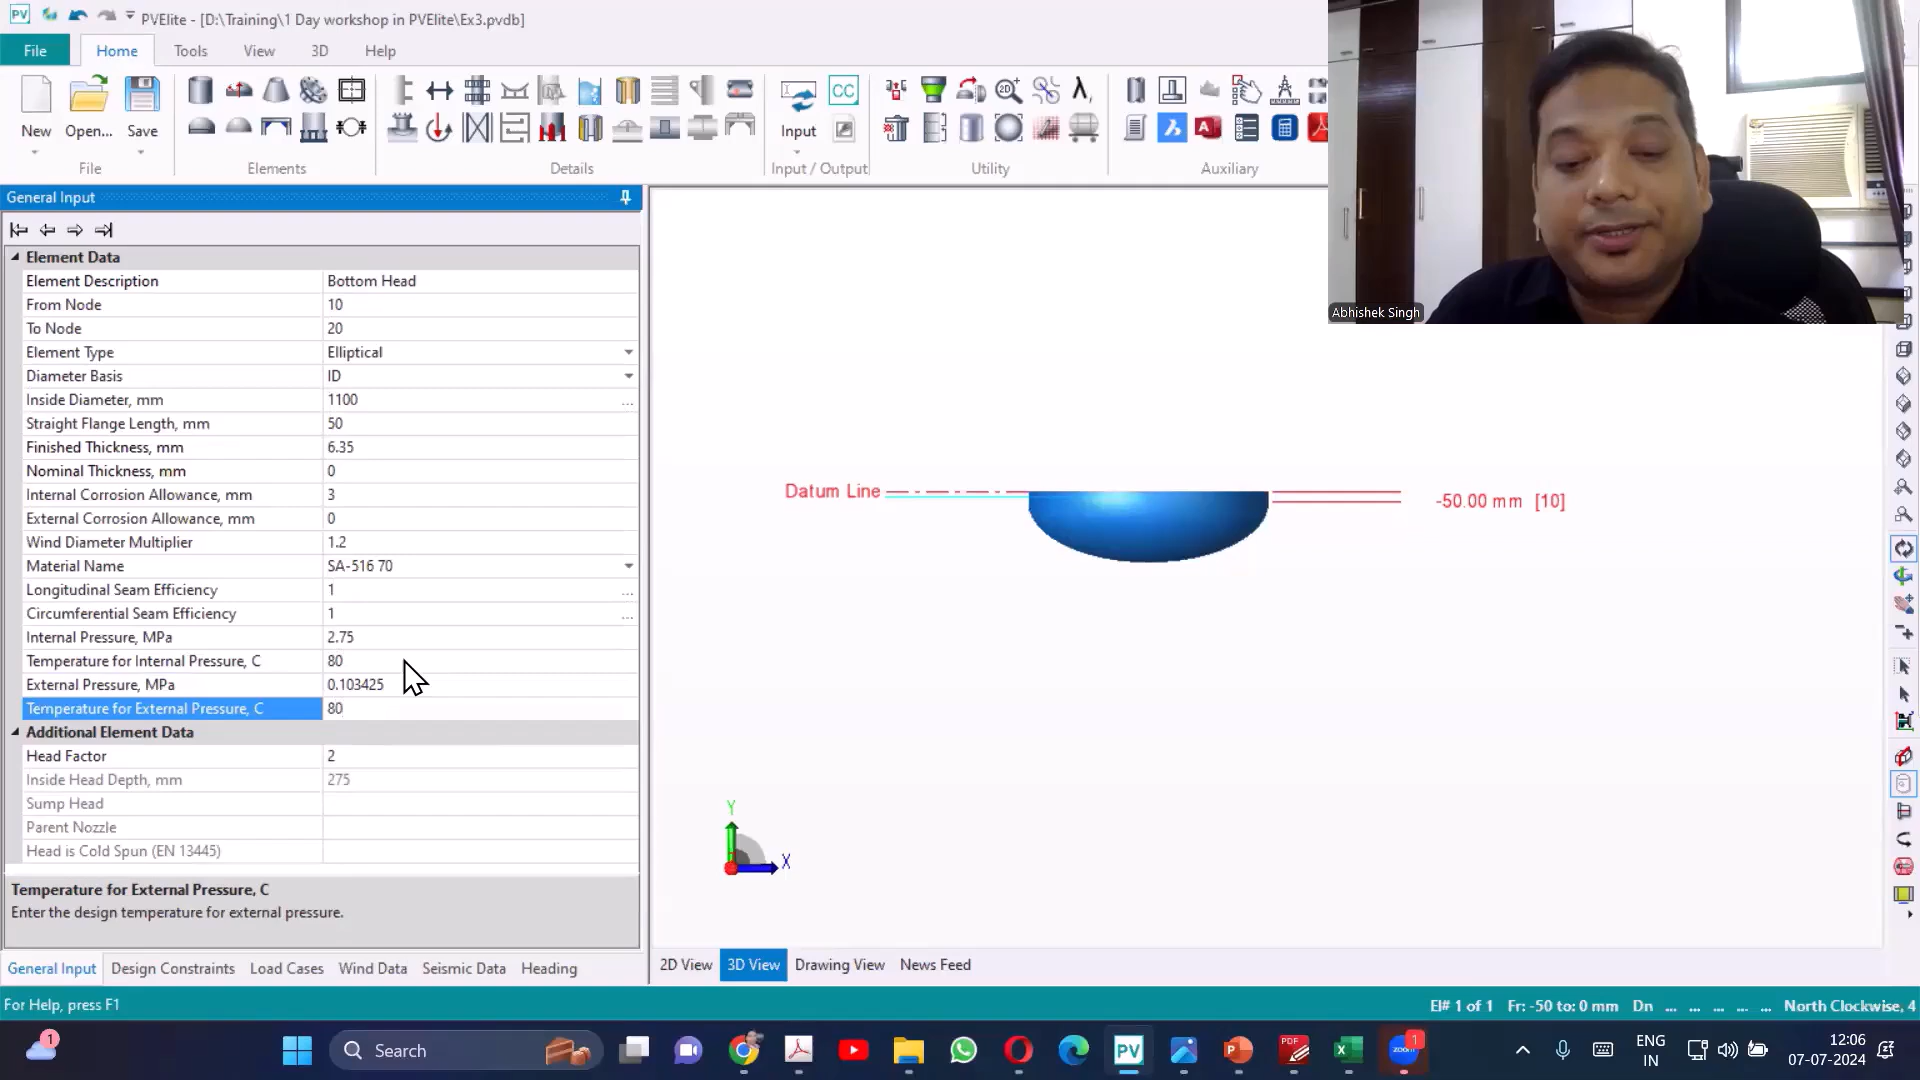 PV PVElite - [D:\Training\1 Day workshop in PVElite\Ex3.pvdb]
File Home Tools View 3D Help
New Open... Save CC Input
File Elements Details Input / Output Utility Auxiliary
General Input
Element Data
Element Description Bottom Head
From Node 10
To Node 20
Element Type Elliptical
Diameter Basis ID
Inside Diameter, mm 1100 ...
Straight Flange Length, mm 50
Finished Thickness, mm 6.35
Nominal Thickness, mm 0
Internal Corrosion Allowance, mm 3
External Corrosion Allowance, mm 0
Wind Diameter Multiplier 1.2
Material Name SA-516 70
Longitudinal Seam Efficiency 1 ...
Circumferential Seam Efficiency 1 ...
Internal Pressure, MPa 2.75
Temperature for Internal Pressure, C 80
External Pressure, MPa 0.103425
Temperature for External Pressure, C 80
Additional Element Data
Head Factor 2
Inside Head Depth, mm 275
Sump Head
Parent Nozzle
Head is Cold Spun (EN 13445)
Temperature for External Pressure, C
Enter the design temperature for external pressure.
General Input Design Constraints Load Cases Wind Data Seismic Data Heading
Abhishek Singh
Datum Line -50.00 mm [10]
Y
X
2D View 3D View Drawing View News Feed
For Help, press F1 El# 1 of 1 Fr: -50 to: 0 mm Dn ... ... ... ... ... North Clockwise, 4
1 Search PV PDF zoom 1 ENG IN 12:06 07-07-2024